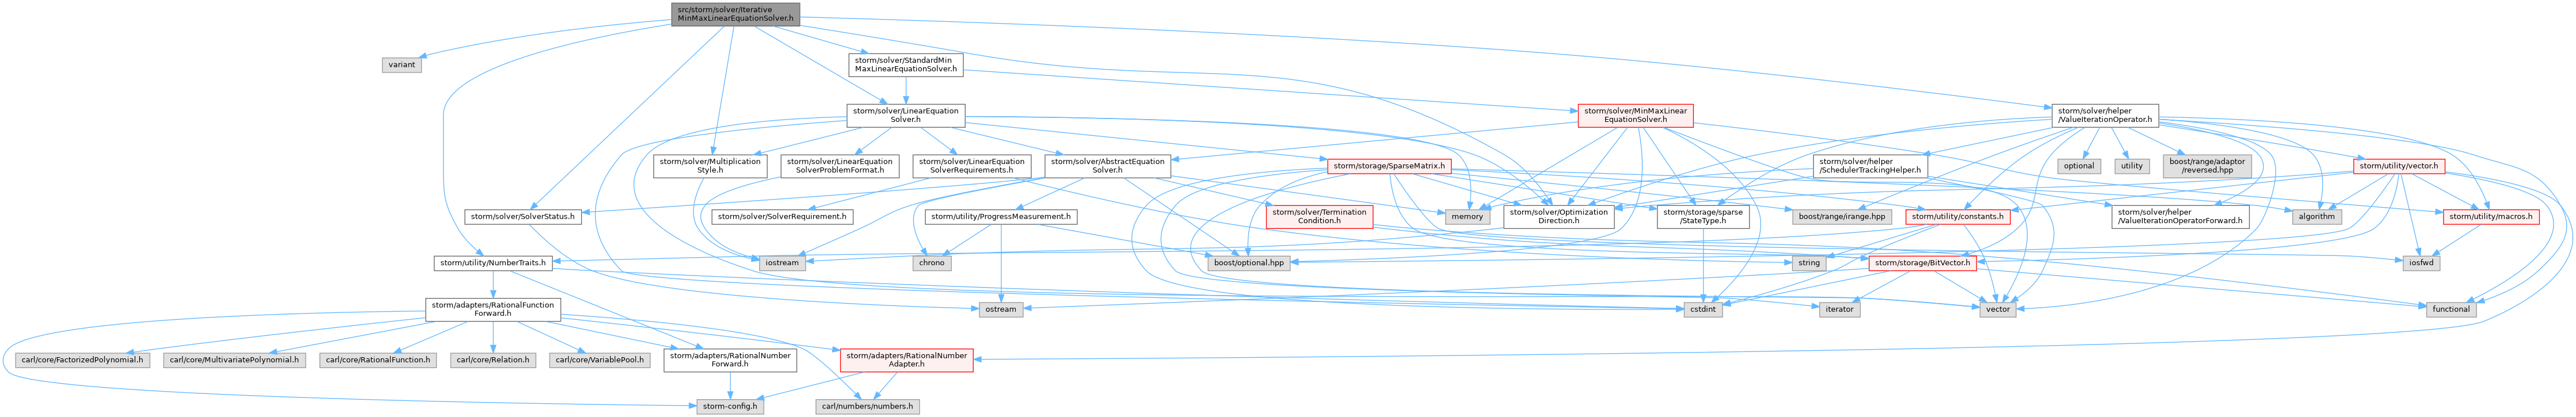 src/storm/solver/Iterative
MinMaxLinearEquationSolver.h
variant
storm/solver/StandardMin
MaxLinearEquationSolver.h
storm/solver/LinearEquation
Solver.h
storm/solver/MinMaxLinear
EquationSolver.h
storm/solver/helper
/ValueIterationOperator.h
storm/solver/Multiplication
Style.h
storm/solver/LinearEquation
SolverProblemFormat.h
storm/solver/LinearEquation
SolverRequirements.h
storm/solver/AbstractEquation
Solver.h
storm/storage/SparseMatrix.h
storm/solver/helper
/SchedulerTrackingHelper.h
optional
utility
boost/range/adaptor
/reversed.hpp
storm/utility/vector.h
storm/solver/SolverStatus.h
storm/solver/SolverRequirement.h
storm/utility/ProgressMeasurement.h
storm/solver/Termination
Condition.h
memory
storm/solver/Optimization
Direction.h
storm/storage/sparse
/StateType.h
boost/range/irange.hpp
storm/utility/constants.h
storm/solver/helper
/ValueIterationOperatorForward.h
algorithm
storm/utility/macros.h
storm/utility/NumberTraits.h
iostream
chrono
boost/optional.hpp
string
storm/storage/BitVector.h
iosfwd
storm/adapters/RationalFunction
Forward.h
ostream
cstdint
iterator
vector
functional
carl/core/FactorizedPolynomial.h
carl/core/MultivariatePolynomial.h
carl/core/RationalFunction.h
carl/core/Relation.h
carl/core/VariablePool.h
storm/adapters/RationalNumber
Forward.h
storm/adapters/RationalNumber
Adapter.h
storm-config.h
carl/numbers/numbers.h